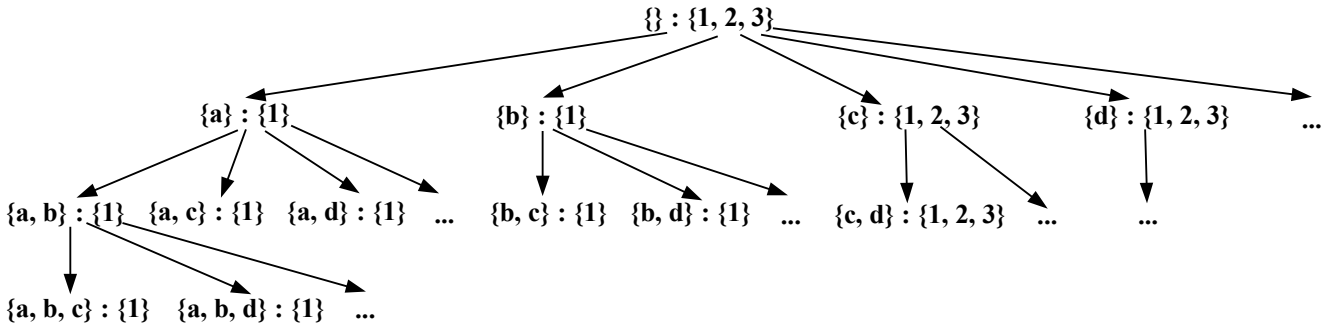 {} : {1, 2, 3}
{a} : {1} {b} : {1} {c} : {1, 2, 3} {d} : {1, 2, 3} ...
{a, b} : {1} {a, c} : {1} {a, d} : {1} ... {b, c} : {1} {b, d} : {1} ... {c, d} : {1, 2, 3} ... ...
{a, b, c} : {1} {a, b, d} : {1} ...